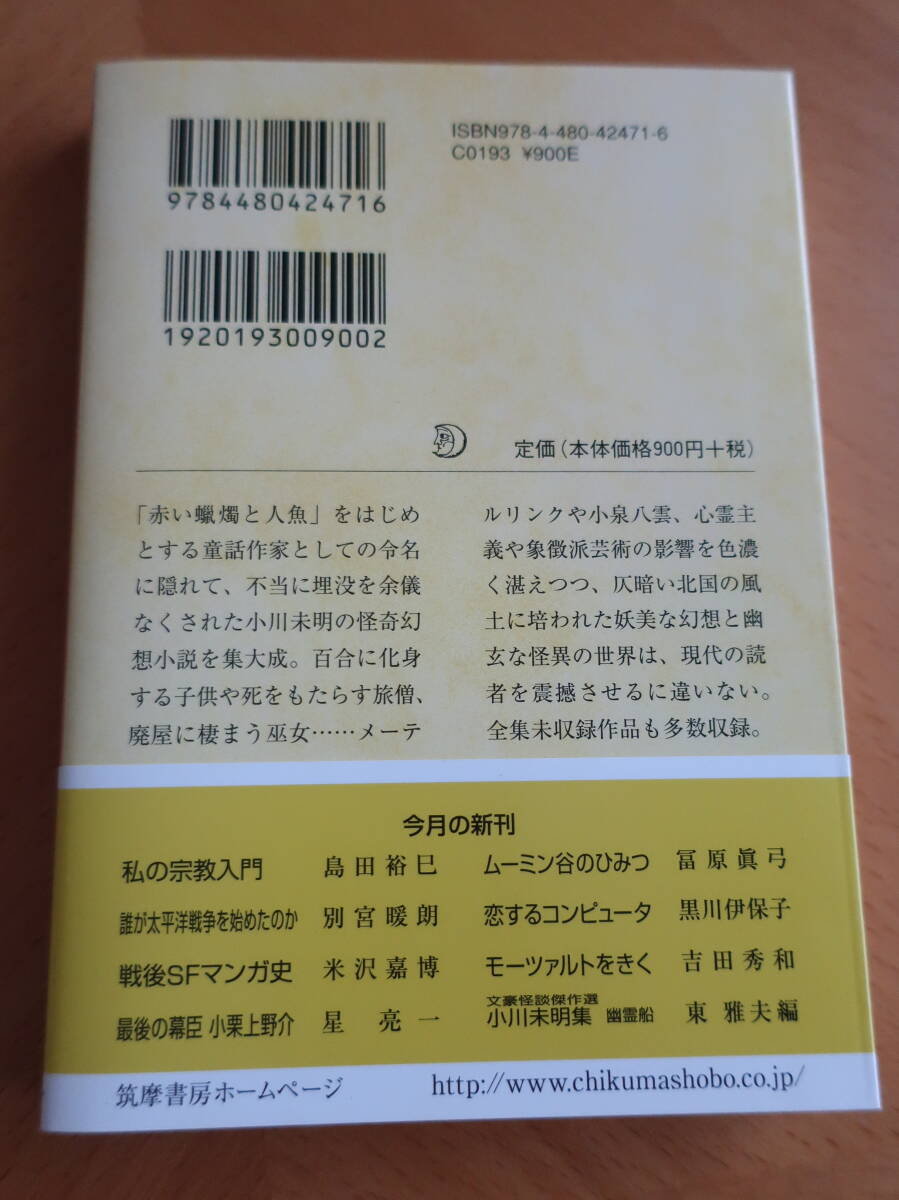 ISBN978-4-480-42471-6
C0193 ¥900E
9784480424716
1920193009002
定価(本体価格900円+税)
「赤い蠟燭と人魚」をはじめ
とする童話作家としての令名
に隠れて、不当に埋没を余儀
なくされた小川未明の怪奇幻
想小説を集大成。百合に化身
する子供や死をもたらす旅僧、
廃屋に棲まう巫女……メーテ
ルリンクや小泉八雲、心霊主
義や象徴派芸術の影響を色濃
く湛えつつ、仄暗い北国の風
土に培われた妖美な幻想と幽
玄な怪異の世界は、現代の読
者を震撼させるに違いない。
全集未収録作品も多数収録。
今月の新刊
私の宗教入門 島田裕巳
誰が太平洋戦争を始めたのか 別宮暖朗
戦後SFマンガ史 米沢嘉博
最後の幕臣 小栗上野介 星亮一
ムーミン谷のひみつ 冨原眞弓
恋するコンピュータ 黒川伊保子
モーツァルトをきく 吉田秀和
文豪怪談傑作選
小川未明集 幽霊船 東雅夫編
筑摩書房ホームページ http://www.chikumashobo.co.jp/